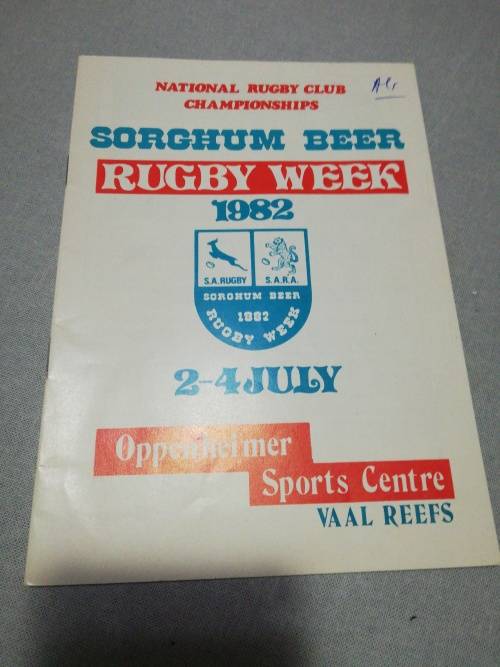 NATIONAL RUGBY CLUB
CHAMPIONSHIPS
SORGHUM BEER
RUGBY WEEK
1982
S.A. RUGBY S.A.R.A.
SORGHUM BEER
1982
RUGBY WEEK
2-4 JULY
Oppenheimer
Sports Centre
VAAL REEFS